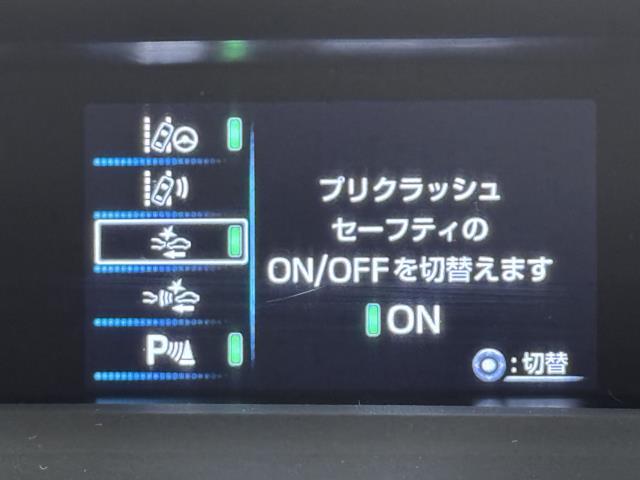 プリクラッシュ
セーフティの
ON/OFFを切替えます
ON
P
:切替